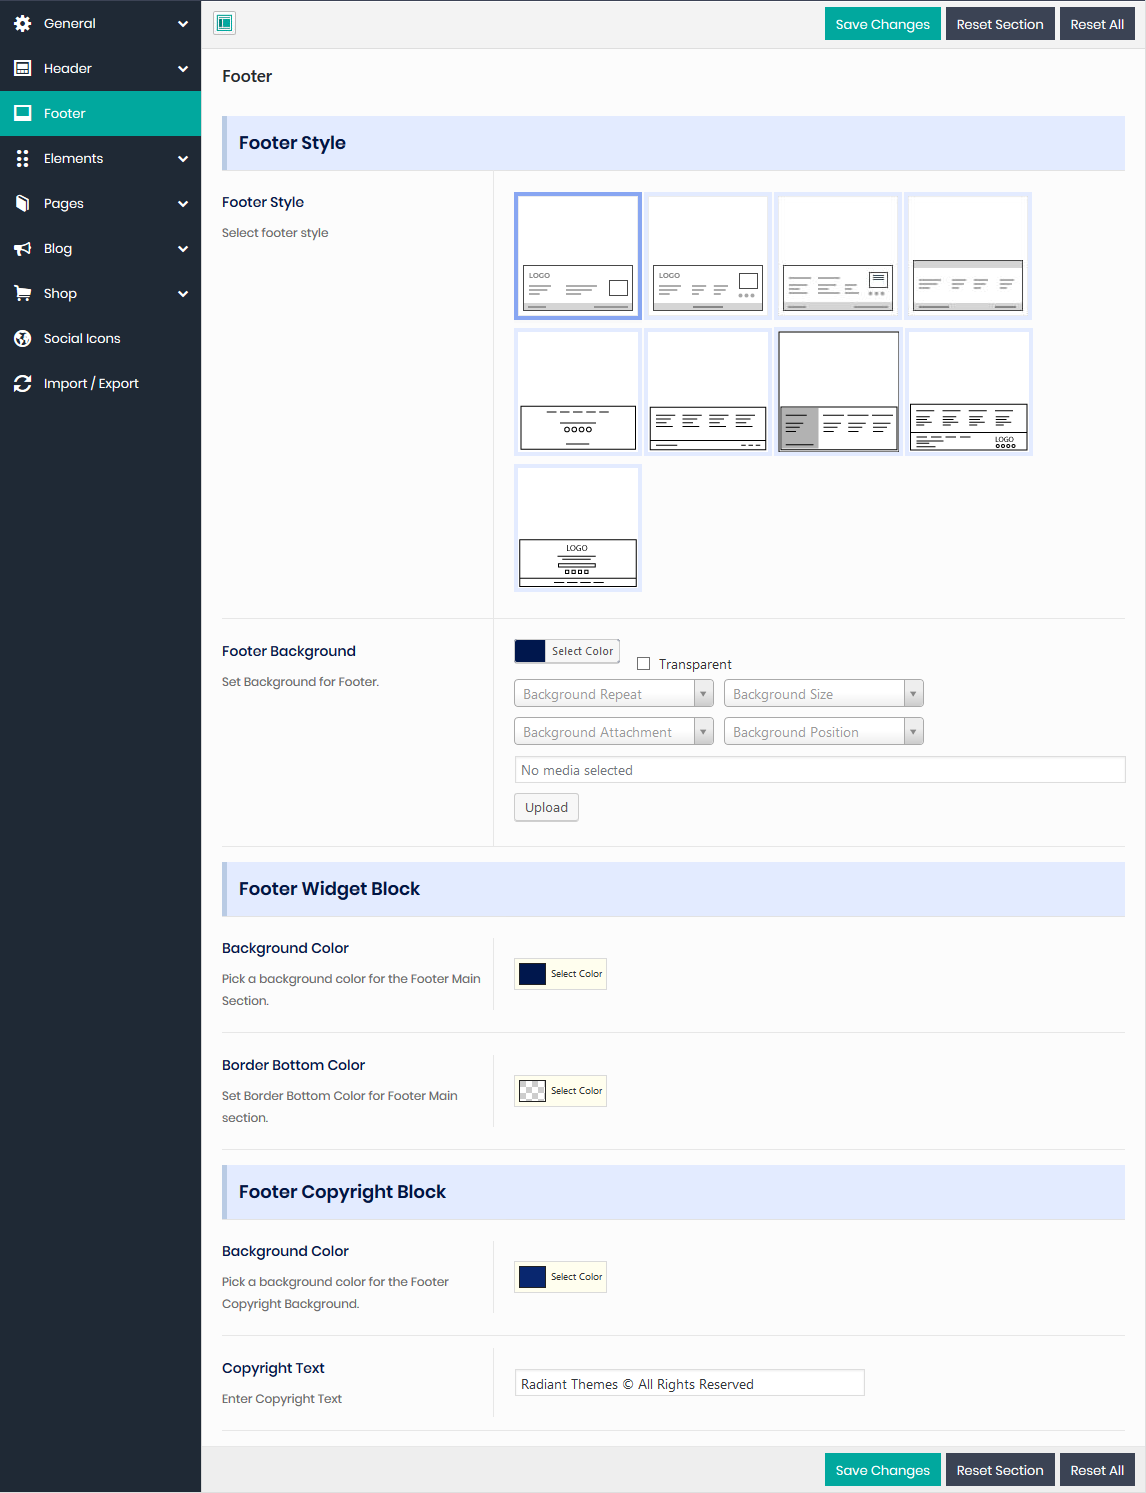 General
Header
Footer
Elements
Pages
Blog
Shop
Social Icons
Import / Export
Save Changes
Reset Section
Reset All
Footer
Footer Style
Footer Style
Select footer style
LOGO
LOGO
LOGO
LOGO
Footer Background
Set Background for Footer.
Select Color
Transparent
Background Repeat
Background Size
Background Attachment
Background Position
No media selected
Upload
Footer Widget Block
Background Color
Pick a background color for the Footer Main
Section.
Select Color
Border Bottom Color
Set Border Bottom Color for Footer Main
section.
Select Color
Footer Copyright Block
Background Color
Pick a background color for the Footer
Copyright Background.
Select Color
Copyright Text
Enter Copyright Text
Radiant Themes © All Rights Reserved
Save Changes
Reset Section
Reset All